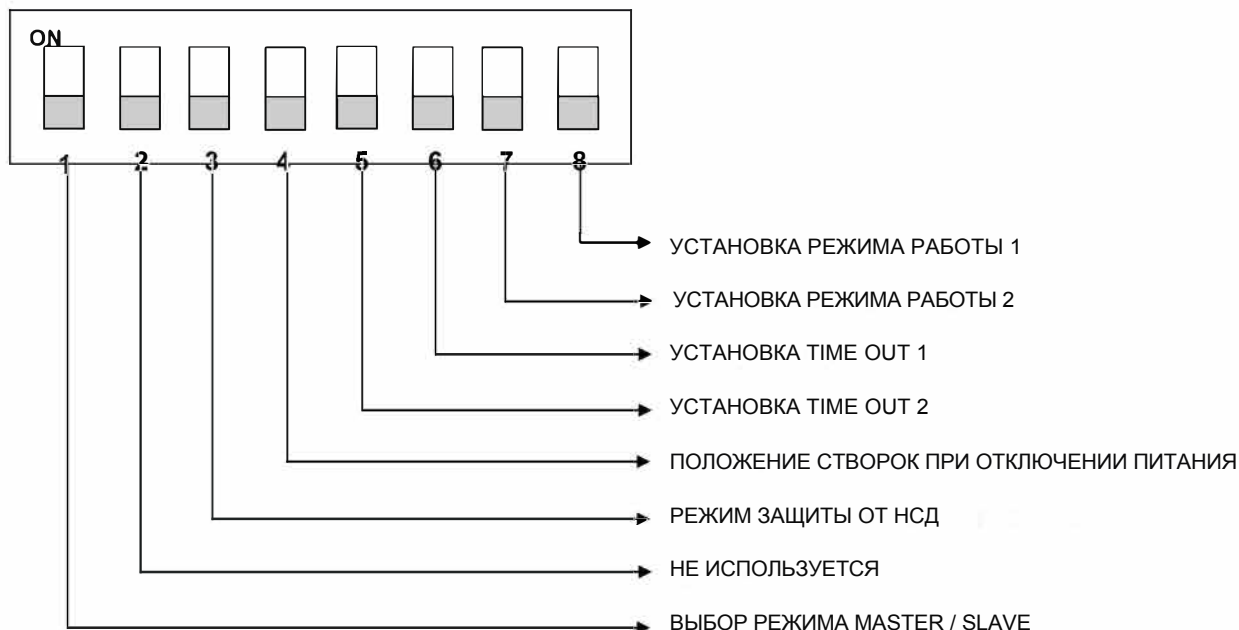 ON
1 2 3 4 5 6 7 8
УСТАНОВКА РЕЖИМА РАБОТЫ 1
УСТАНОВКА РЕЖИМА РАБОТЫ 2
УСТАНОВКА TIME OUT 1
УСТАНОВКА TIME OUT 2
ПОЛОЖЕНИЕ СТВОРОК ПРИ ОТКЛЮЧЕНИИ ПИТАНИЯ
РЕЖИМ ЗАЩИТЫ ОТ НСД
НЕ ИСПОЛЬЗУЕТСЯ
ВЫБОР РЕЖИМА MASTER / SLAVE